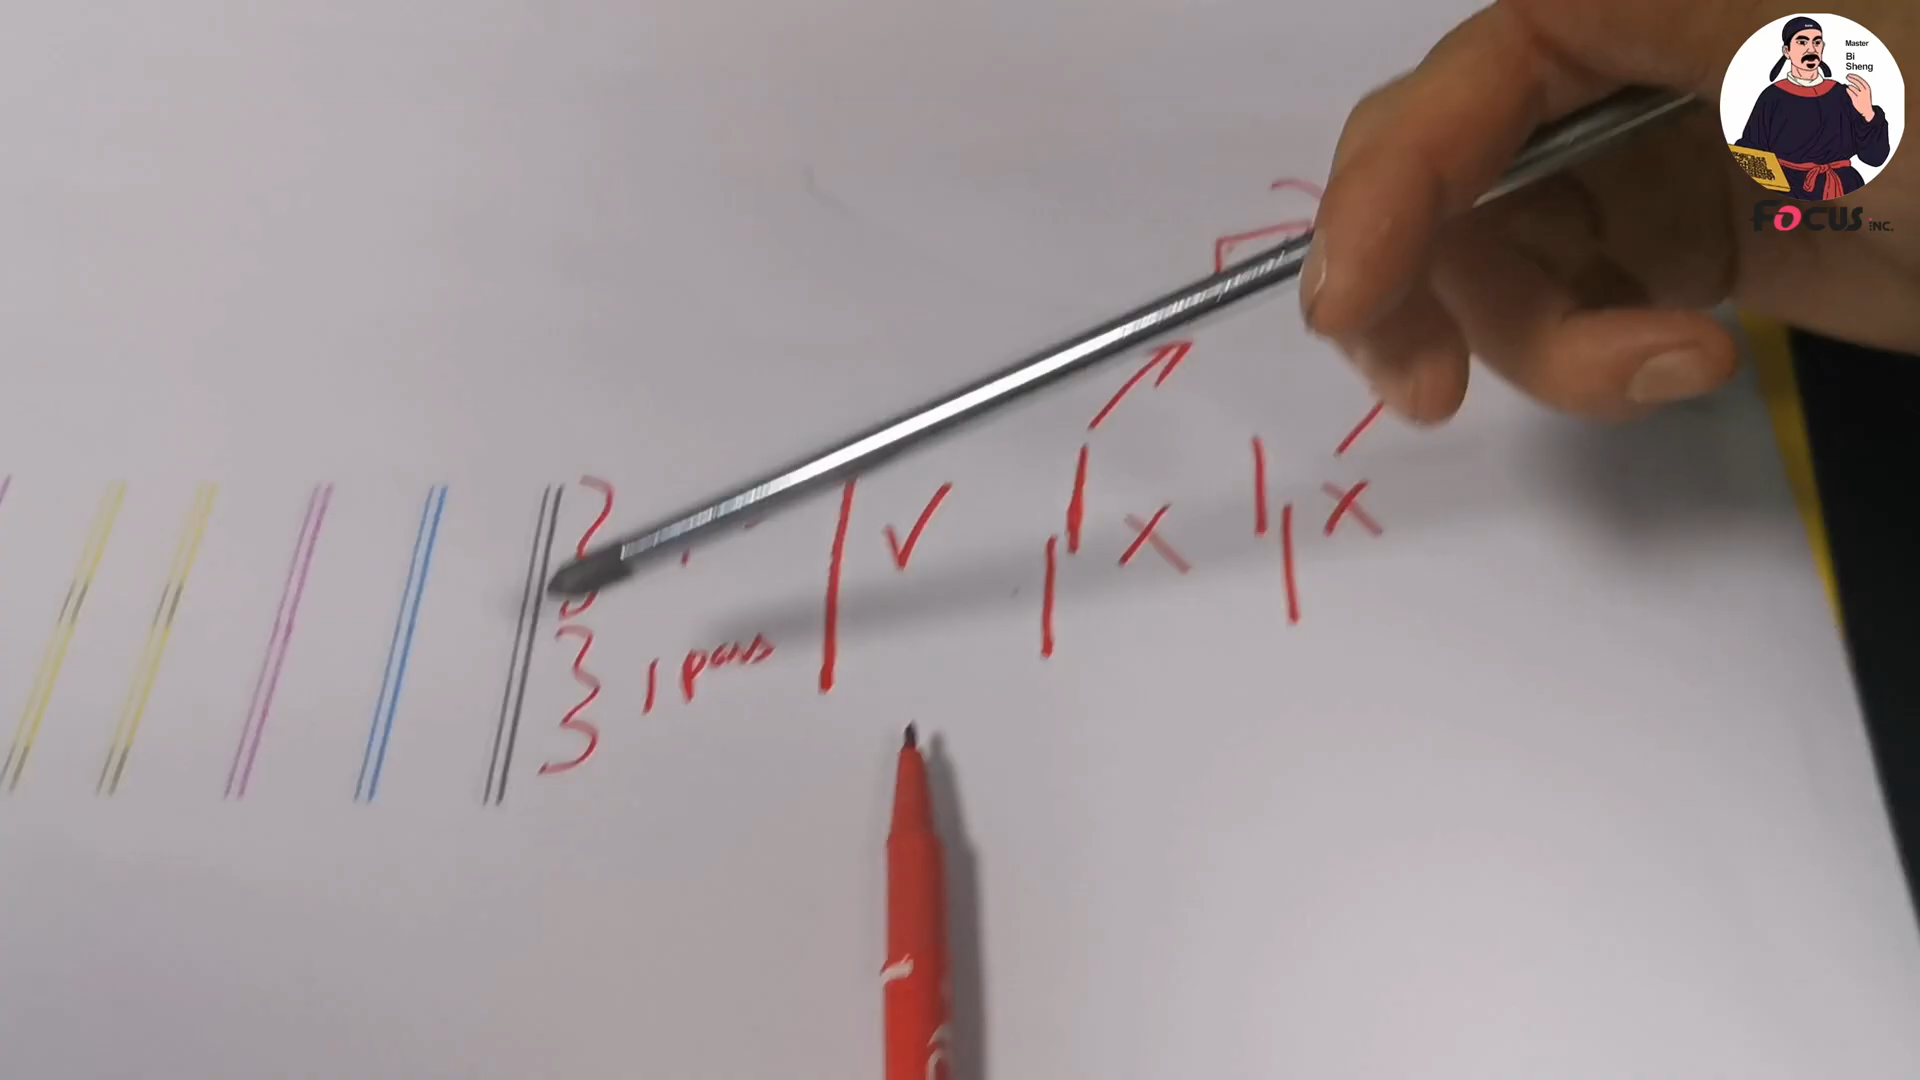 Master
Bi
Sheng
FOCUS INC.
1 pass